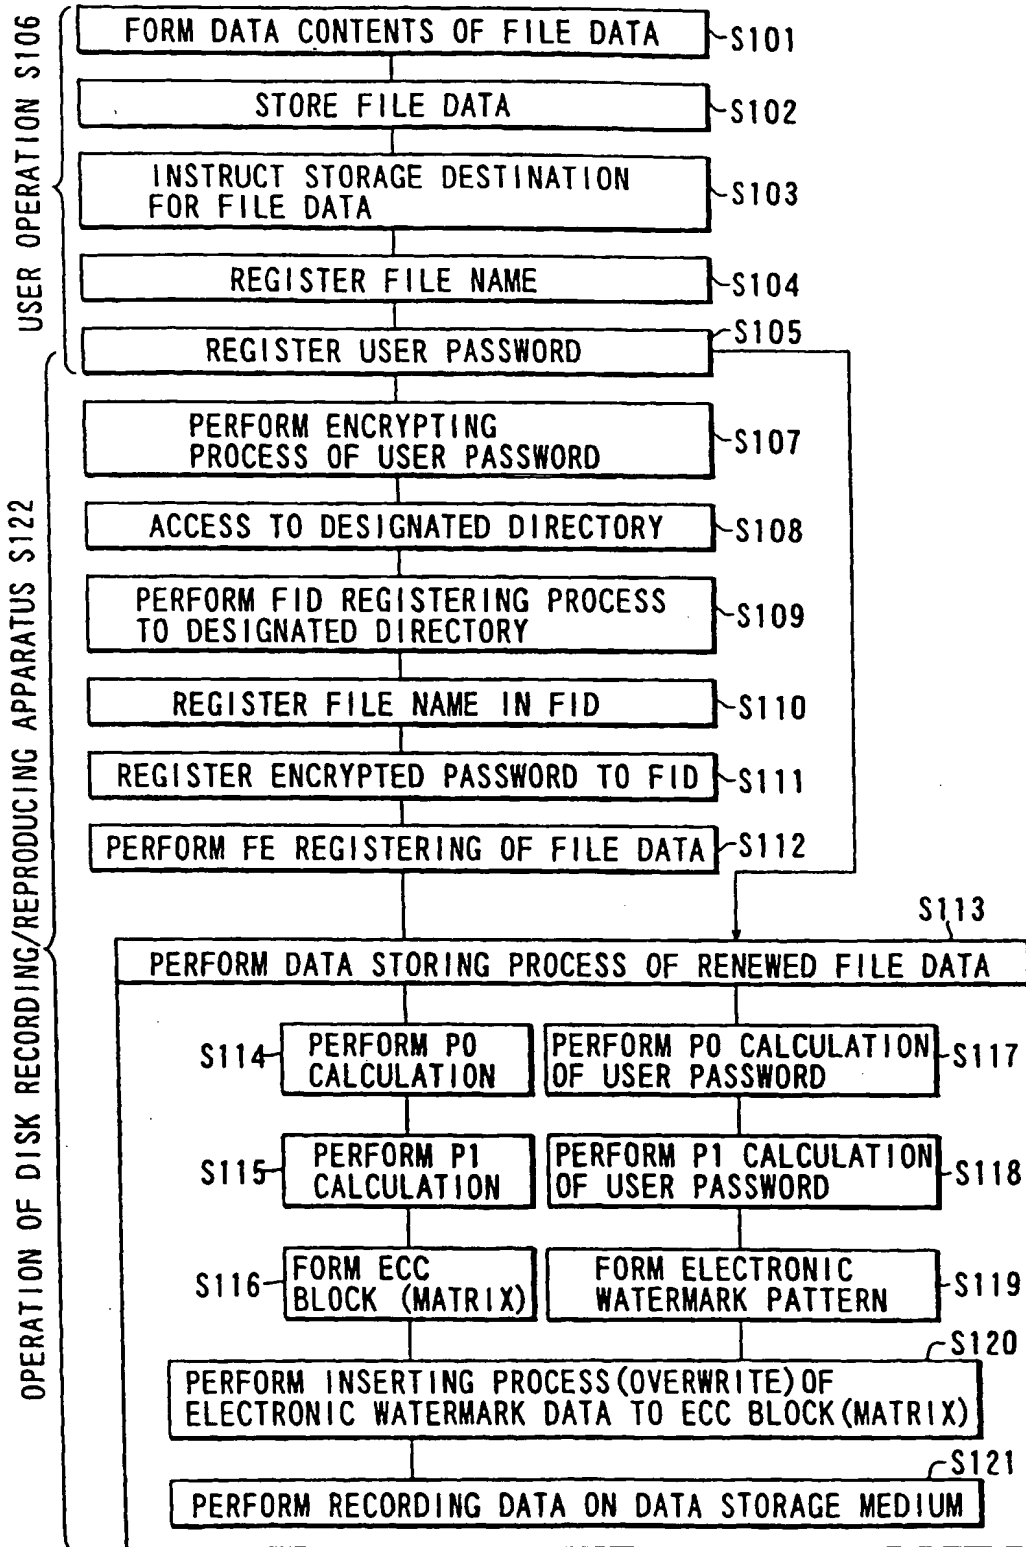 USER OPERATION S106
FORM DATA CONTENTS OF FILE DATA
S101
STORE FILE DATA
S102
INSTRUCT STORAGE DESTINATION
FOR FILE DATA
S103
REGISTER FILE NAME
S104
REGISTER USER PASSWORD
S105
OPERATION OF DISK RECORDING/REPRODUCING APPARATUS S122
PERFORM ENCRYPTING
PROCESS OF USER PASSWORD
S107
ACCESS TO DESIGNATED DIRECTORY
S108
PERFORM FID REGISTERING PROCESS
TO DESIGNATED DIRECTORY
S109
REGISTER FILE NAME IN FID
S110
REGISTER ENCRYPTED PASSWORD TO FID
S111
PERFORM FE REGISTERING OF FILE DATA
S112
S113
PERFORM DATA STORING PROCESS OF RENEWED FILE DATA
S114
PERFORM P0
CALCULATION
PERFORM P0 CALCULATION
OF USER PASSWORD
S117
S115
PERFORM P1
CALCULATION
PERFORM P1 CALCULATION
OF USER PASSWORD
S118
S116
FORM ECC
BLOCK (MATRIX)
FORM ELECTRONIC
WATERMARK PATTERN
S119
S120
PERFORM INSERTING PROCESS(OVERWRITE)OF
ELECTRONIC WATERMARK DATA TO ECC BLOCK(MATRIX)
S121
PERFORM RECORDING DATA ON DATA STORAGE MEDIUM